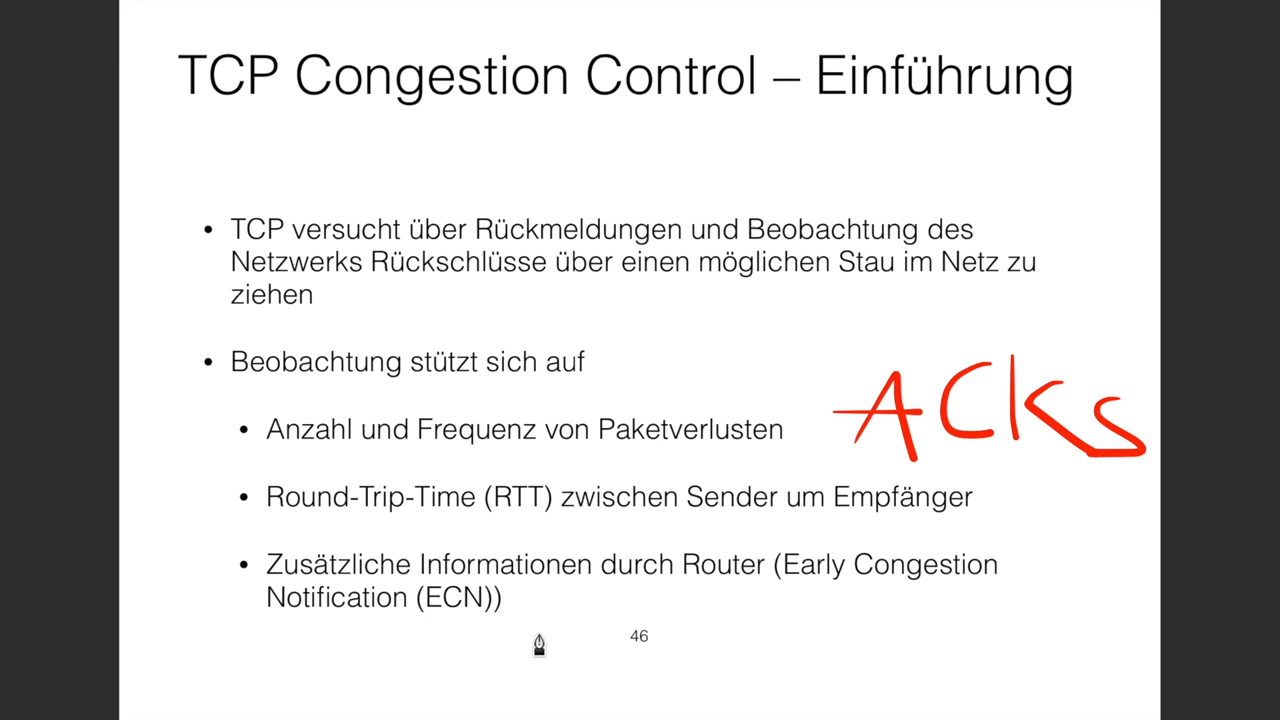 TCP Congestion Control – Einführung
• TCP versucht über Rückmeldungen und Beobachtung des
Netzwerks Rückschlüsse über einen möglichen Stau im Netz zu
ziehen
• Beobachtung stützt sich auf
ACKs
• Anzahl und Frequenz von Paketverlusten
• Round-Trip-Time (RTT) zwischen Sender um Empfänger
• Zusätzliche Informationen durch Router (Early Congestion
Notification (ECN))
46